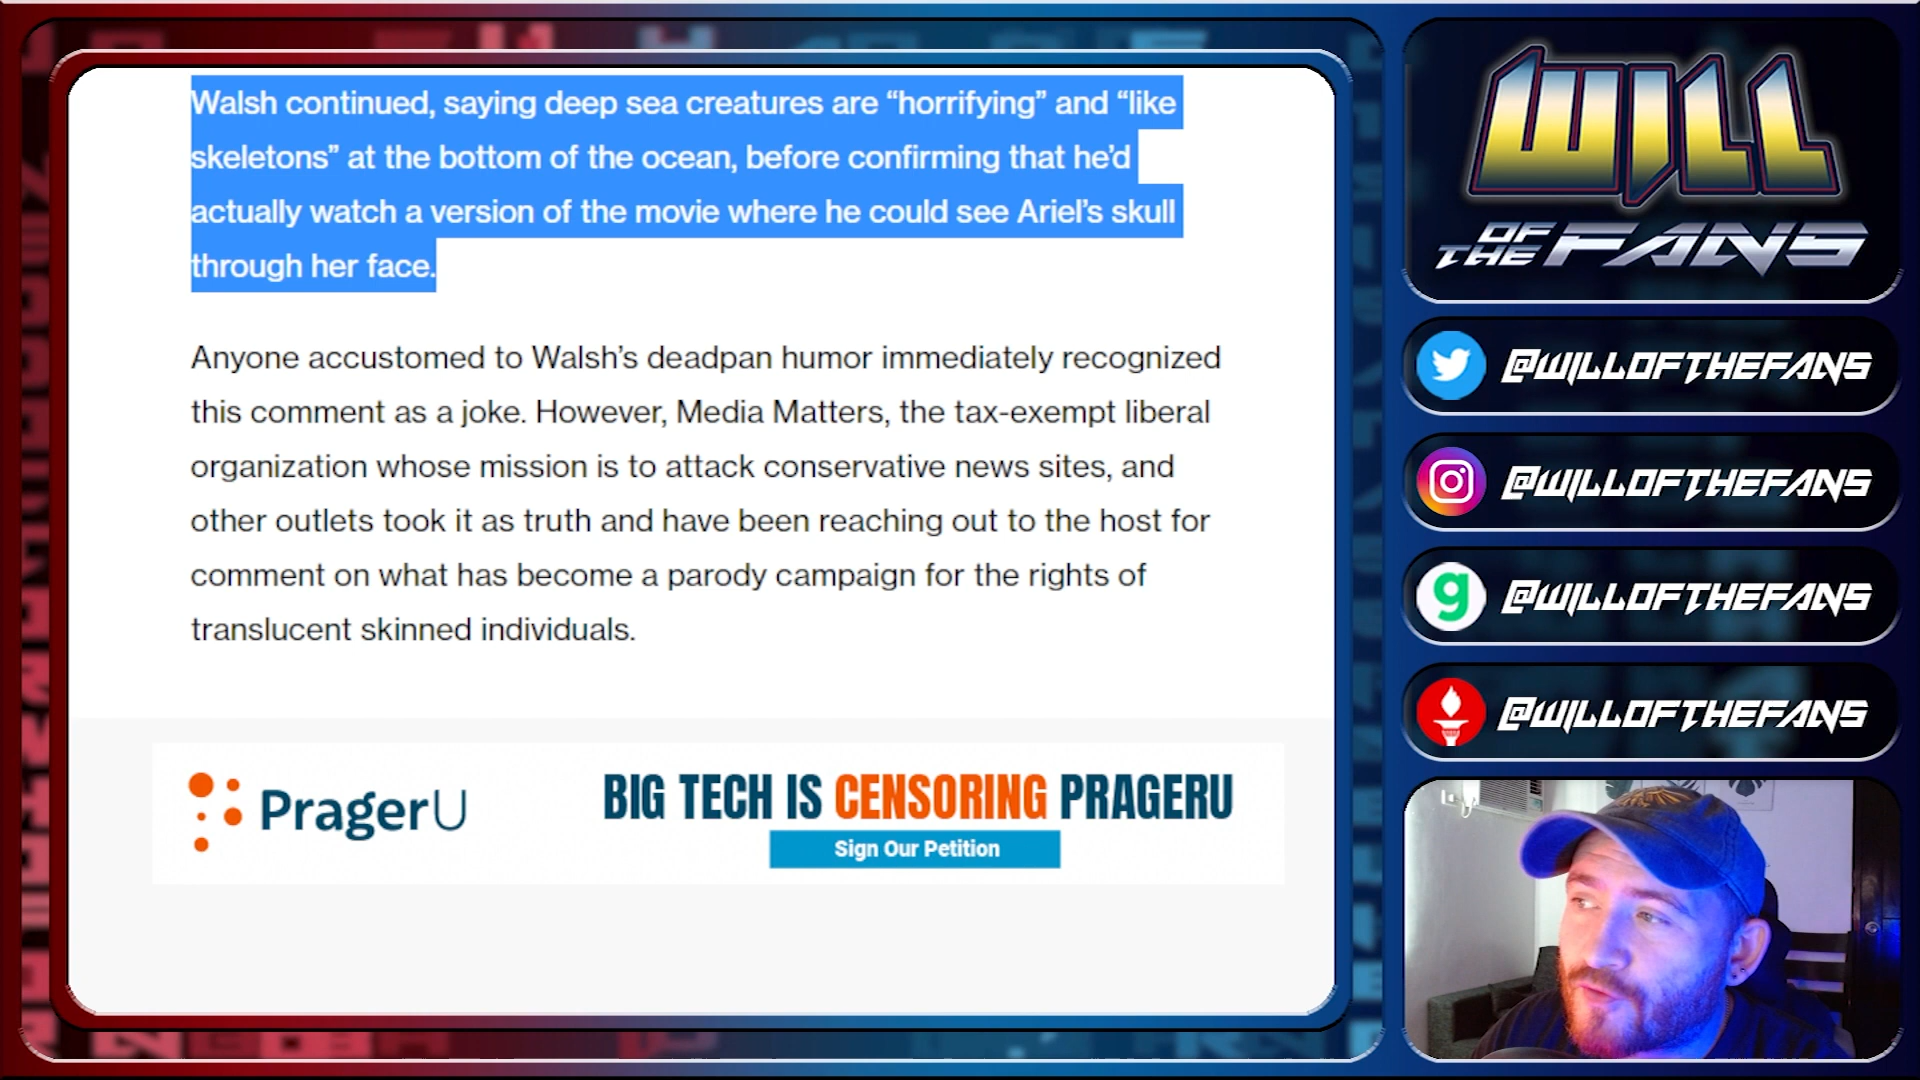 Walsh continued, saying deep sea creatures are “horrifying” and “like
skeletons” at the bottom of the ocean, before confirming that he’d
actually watch a version of the movie where he could see Ariel’s skull
through her face.
Anyone accustomed to Walsh’s deadpan humor immediately recognized
this comment as a joke. However, Media Matters, the tax-exempt liberal
organization whose mission is to attack conservative news sites, and
other outlets took it as truth and have been reaching out to the host for
comment on what has become a parody campaign for the rights of
translucent skinned individuals.
PragerU
BIG TECH IS CENSORING PRAGERU
Sign Our Petition
WILL
OF THE FANS
@WILLOFTHEFANS
@WILLOFTHEFANS
g @WILLOFTHEFANS
@WILLOFTHEFANS